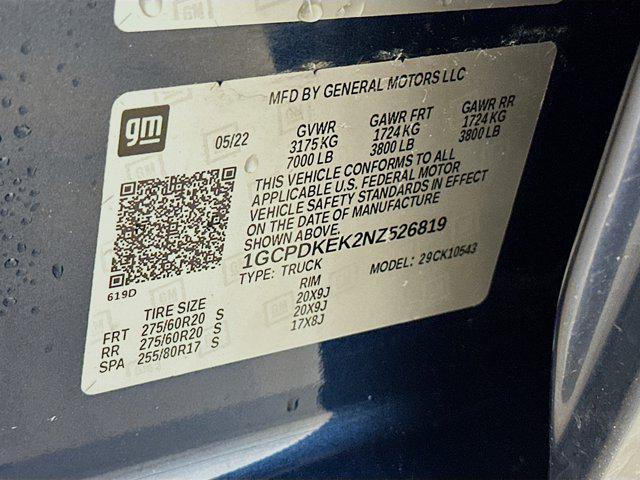 gm
MFD BY GENERAL MOTORS LLC
05/22 GVWR GAWR FRT GAWR RR
3175 KG 1724 KG 1724 KG
7000 LB 3800 LB 3800 LB
THIS VEHICLE CONFORMS TO ALL
APPLICABLE U.S. FEDERAL MOTOR
VEHICLE SAFETY STANDARDS IN EFFECT
ON THE DATE OF MANUFACTURE
SHOWN ABOVE.
1GCPDKEK2NZ526819
TYPE: TRUCK MODEL: 29CK10543
619D
TIRE SIZE RIM
FRT 275/60R20 S 20X9J
RR 275/60R20 S 20X9J
SPA 255/80R17 S 17X8J